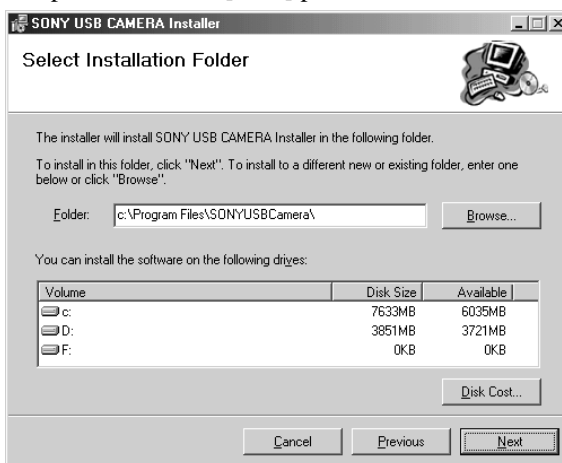 SONY USB CAMERA Installer
Select Installation Folder
The installer will install SONY USB CAMERA Installer in the following folder.
To install in this folder, click "Next". To install to a different new or existing folder, enter one
below or click "Browse".
Folder: c:\Program Files\SONYUSBCamera\ Browse...
You can install the software on the following drives:
Volume Disk Size Available
c: 7633MB 6035MB
D: 3851MB 3721MB
F: 0KB 0KB
Disk Cost...
Cancel Previous Next